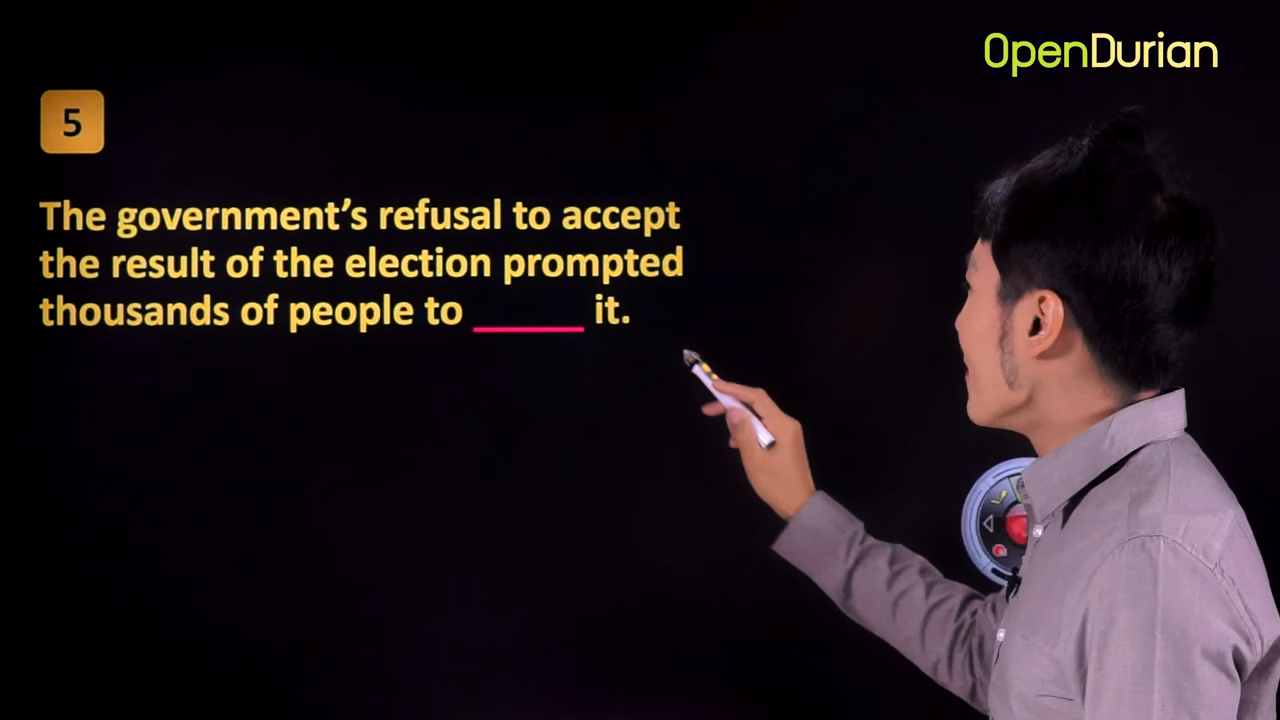 OpenDurian
5
The government’s refusal to accept
the result of the election prompted
thousands of people to ______ it.